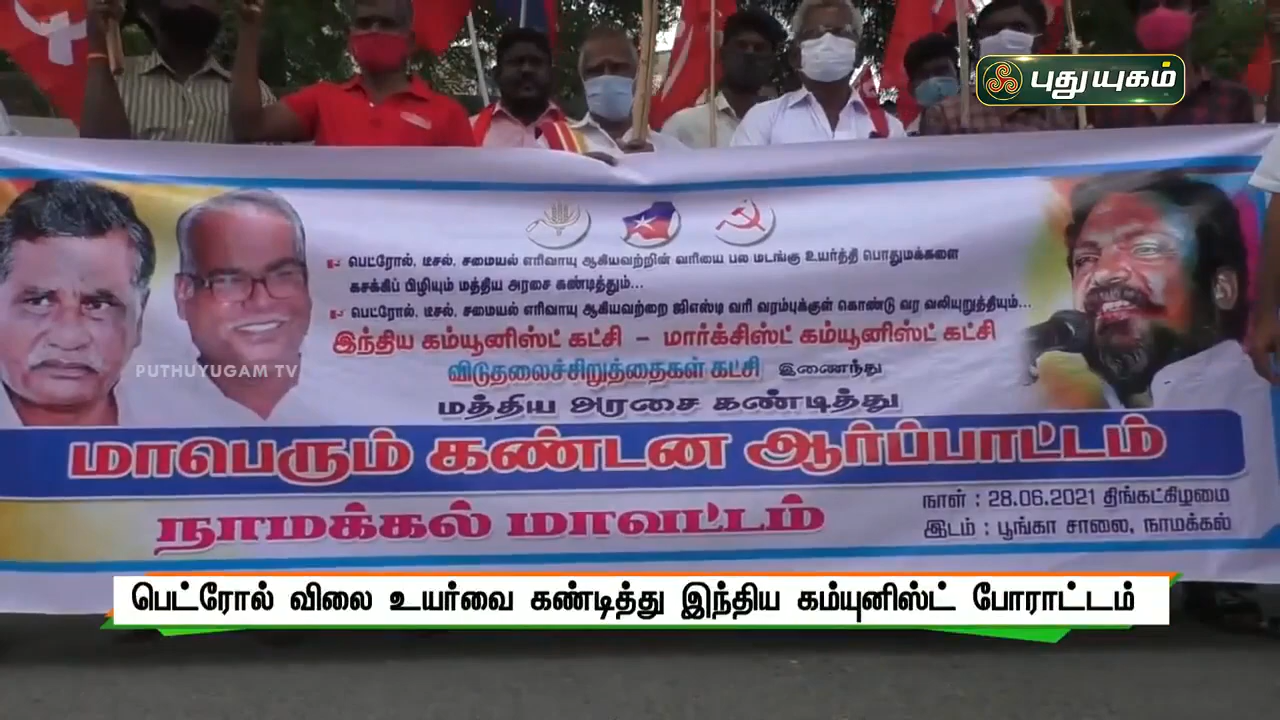 புதுயுகம்
பெட்ரோல், டீசல், சமையல் எரிவாயு ஆகியவற்றின் வரியை பல மடங்கு உயர்த்தி பொதுமக்களை
கசக்கிப் பிழியும் மத்திய அரசை கண்டித்தும்...
பெட்ரோல், டீசல், சமையல் எரிவாயு ஆகியவற்றை ஜிஎஸ்டி வரி வரம்புக்குள் கொண்டு வர வலியுறுத்தியும்...
இந்திய கம்யூனிஸ்ட் கட்சி – மார்க்சிஸ்ட் கம்யூனிஸ்ட் கட்சி
விடுதலைச்சிறுத்தைகள் கட்சி இணைந்து
PUTHUYUGAM TV
மத்திய அரசை கண்டித்து
மாபெரும் கண்டன ஆர்ப்பாட்டம்
நாமக்கல் மாவட்டம்
நாள் : 28.06.2021 திங்கட்கிழமை
இடம் : பூங்கா சாலை, நாமக்கல்
பெட்ரோல் விலை உயர்வை கண்டித்து இந்திய கம்யுனிஸ்ட் போராட்டம்